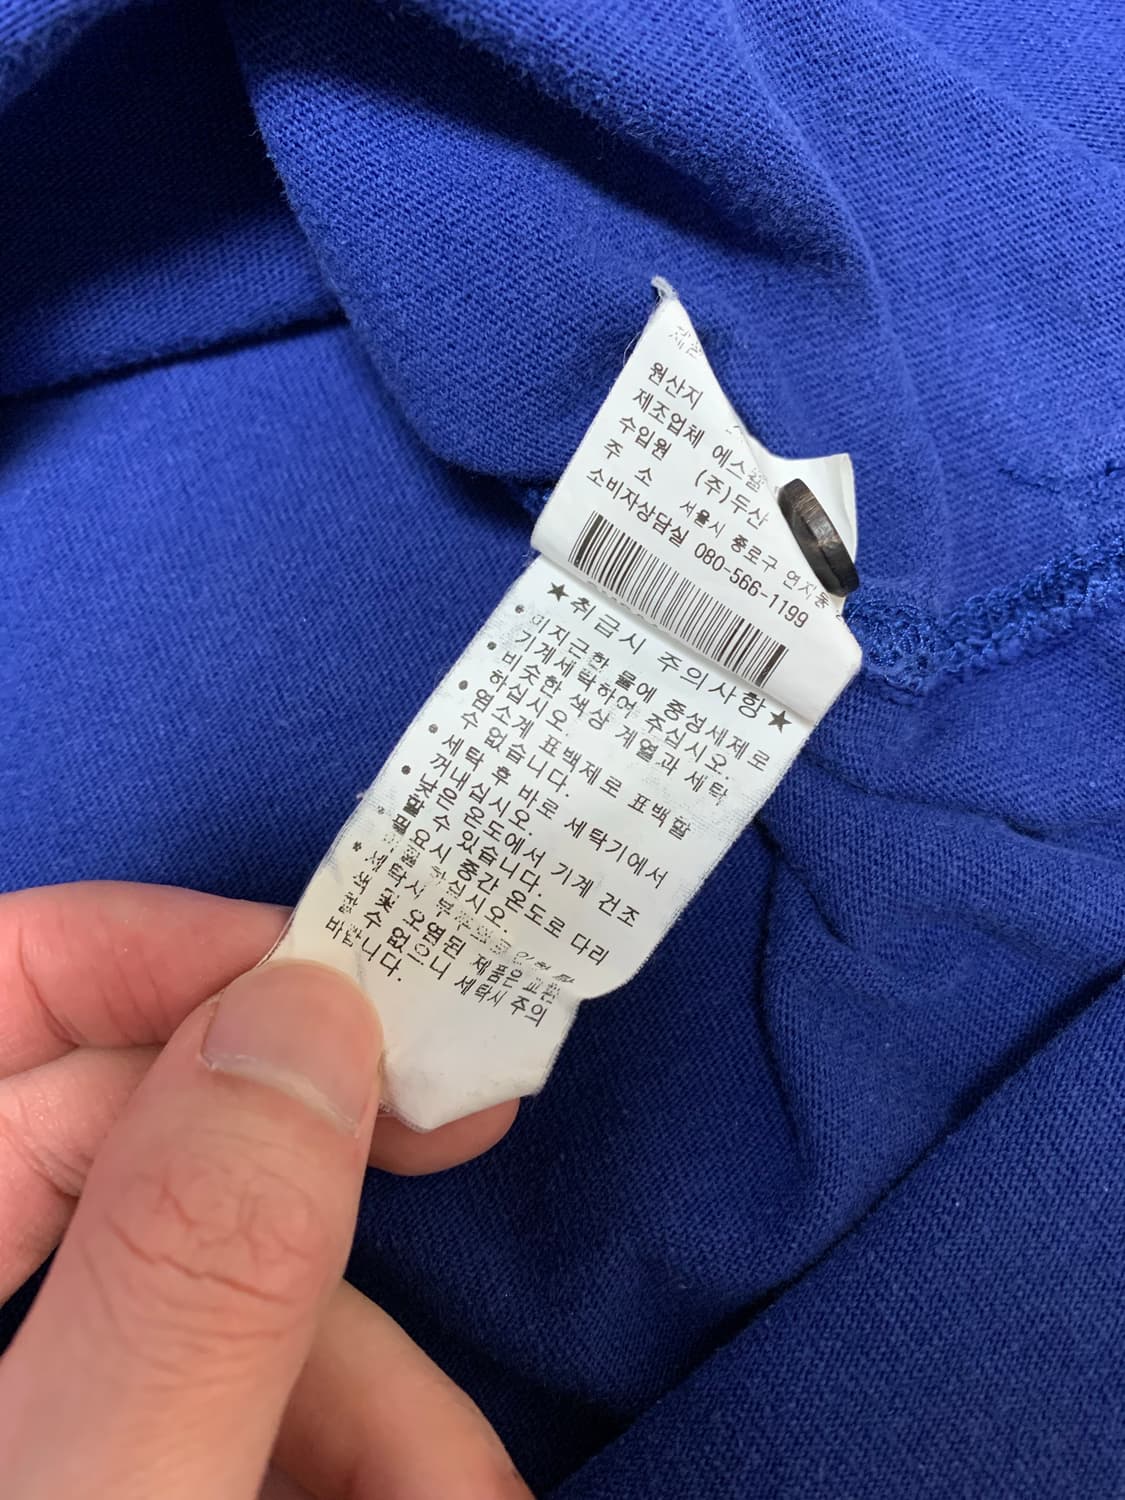 원산지
제조업체 에스콰
수입원 (주)두산
주 소 서울시 종로구 연지동
소비자상담실 080-566-1199
★취급시 주의사항★
• 미지근한 물에 중성세제로
기계세탁하여 주십시오.
• 비슷한 색상 계열과 세탁
하십시오.
• 염소계 표백제로 표백할
수 없습니다.
• 세탁 후 바로 세탁기에서
꺼내십시오.
• 낮은 온도에서 기계 건조
할 수 있습니다.
• 필요시 중간 온도로 다리
십시오.
• 세탁시
색 및 오염된 제품은 교환
할 수 없으니 세탁시 주의
바랍니다.